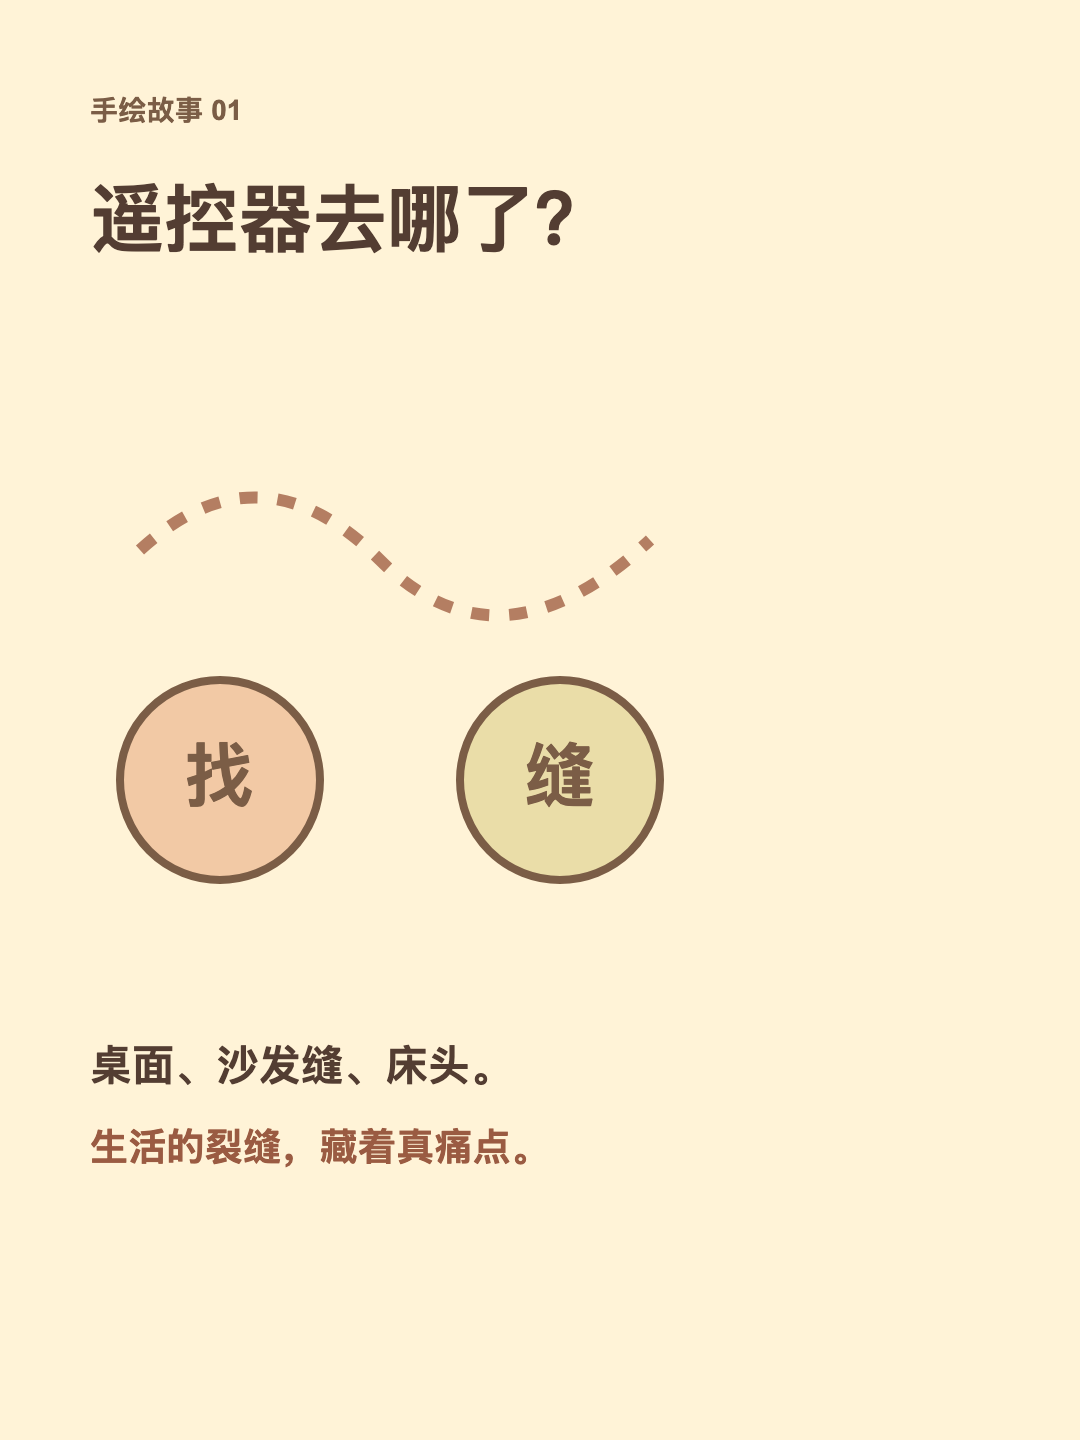 手绘故事 01
遥控器去哪了？
找
缝
桌面、沙发缝、床头。
生活的裂缝，藏着真痛点。